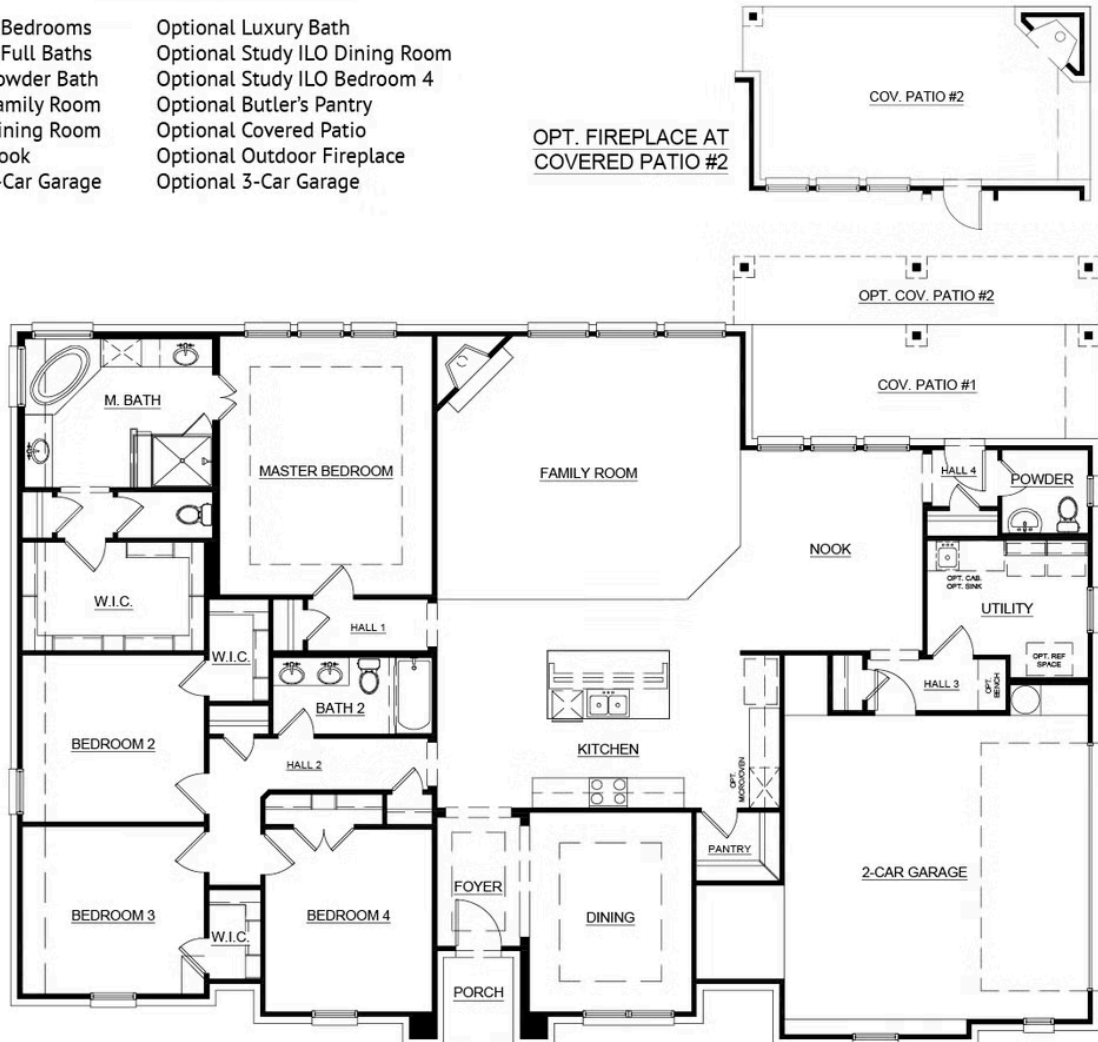 Bedrooms
Full Baths
owder Bath
amily Room
ining Room
ook
-Car Garage
Optional Luxury Bath
Optional Study ILO Dining Room
Optional Study ILO Bedroom 4
Optional Butler's Pantry
Optional Covered Patio
Optional Outdoor Fireplace
Optional 3-Car Garage
OPT. FIREPLACE AT
COVERED PATIO #2
COV. PATIO #2
OPT. COV. PATIO #2
COV. PATIO #1
M. BATH
MASTER BEDROOM
FAMILY ROOM
HALL 4
POWDER
NOOK
OPT. CAB.
OPT. SINK
UTILITY
OPT. REF
SPACE
W.I.C.
HALL 1
W.I.C.
BATH 2
HALL 3
OPT.
BENCH
BEDROOM 2
HALL 2
KITCHEN
OPT.
MICRO/OVEN
PANTRY
2-CAR GARAGE
FOYER
BEDROOM 3
W.I.C.
BEDROOM 4
DINING
PORCH